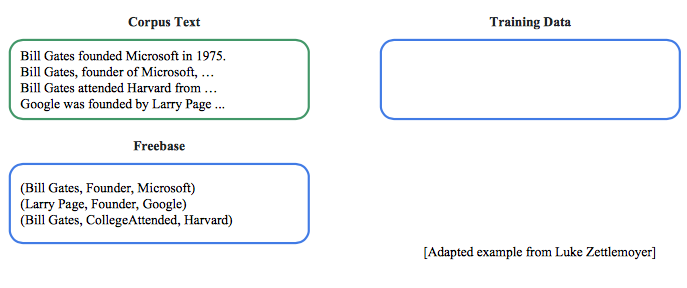 Corpus Text
Bill Gates founded Microsoft in 1975.
Bill Gates, founder of Microsoft, …
Bill Gates attended Harvard from …
Google was founded by Larry Page ...
Training Data
Freebase
(Bill Gates, Founder, Microsoft)
(Larry Page, Founder, Google)
(Bill Gates, CollegeAttended, Harvard)
[Adapted example from Luke Zettlemoyer]